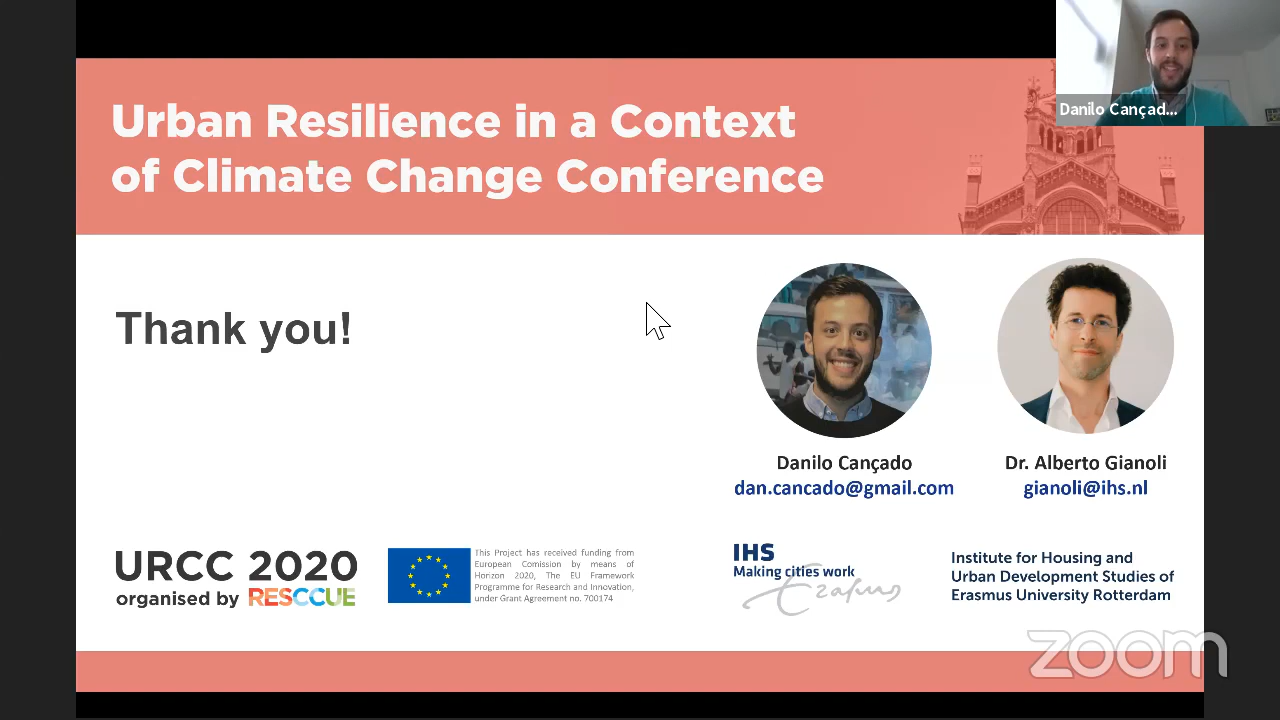 Danilo Cançad...
Urban Resilience in a Context
of Climate Change Conference
Thank you!
Danilo Cançado
dan.cancado@gmail.com
Dr. Alberto Gianoli
gianoli@ihs.nl
URCC 2020
organised by RESCCUE
This Project has received funding from
European Comission by means of
Horizon 2020, The EU Framework
Programme for Research and Innovation,
under Grant Agreement no. 700174
IHS
Making cities work
Erasmus
Institute for Housing and
Urban Development Studies of
Erasmus University Rotterdam
zoom